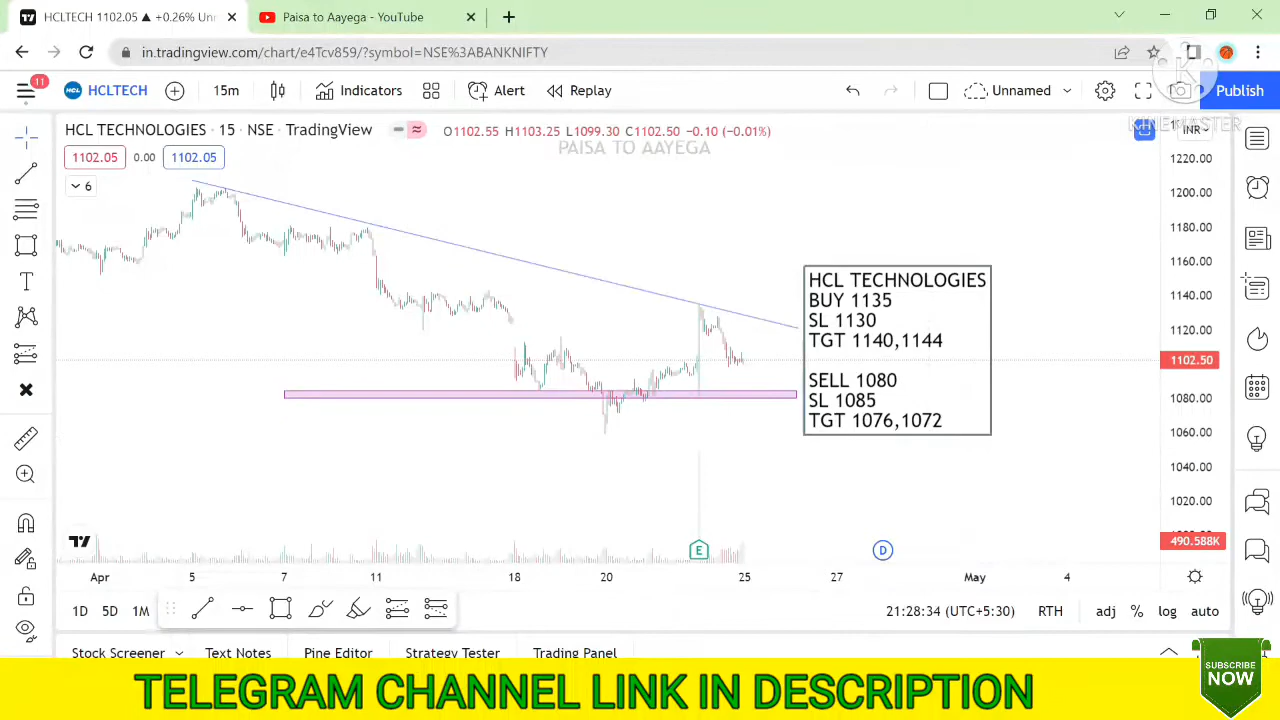 HCLTECH 1102.05 ▲ +0.26% Unn
Paisa to Aayega - YouTube
in.tradingview.com/chart/e4Tcv859/?symbol=NSE%3ABANKNIFTY
11
HCL
HCLTECH
15m
Indicators
Alert
Replay
Unnamed
Publish
K
KINEMASTER
HCL TECHNOLOGIES · 15 · NSE · TradingView
O1102.55 H1103.25 L1099.30 C1102.50 −0.10 (−0.01%)
INR
PAISA TO AAYEGA
1102.05
0.00
1102.05
6
1220.00
1200.00
1180.00
1160.00
1140.00
1120.00
1102.50
1080.00
1060.00
1040.00
1020.00
490.588K
HCL TECHNOLOGIES
BUY 1135
SL 1130
TGT 1140,1144
SELL 1080
SL 1085
TGT 1076,1072
E
D
Apr 5 7 11 18 20 25 27 May 4
1D 5D 1M
21:28:34 (UTC+5:30)
RTH
adj % log auto
Stock Screener
Text Notes
Pine Editor
Strategy Tester
Trading Panel
TELEGRAM CHANNEL LINK IN DESCRIPTION
SUBSCRIBE
NOW